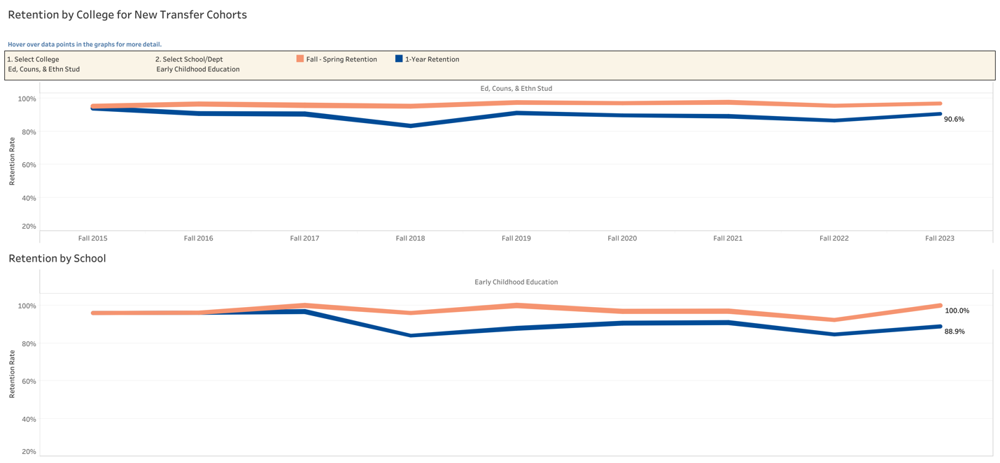 Retention by College for New Transfer Cohorts
Hover over data points in the graphs for more detail.
1. Select College
Ed, Couns, & Ethn Stud
2. Select School/Dept
Early Childhood Education
Fall - Spring Retention
1-Year Retention
Ed, Couns, & Ethn Stud
Retention Rate
100%
80%
60%
40%
20%
90.6%
Fall 2015
Fall 2016
Fall 2017
Fall 2018
Fall 2019
Fall 2020
Fall 2021
Fall 2022
Fall 2023
Retention by School
Early Childhood Education
Retention Rate
100%
80%
60%
40%
20%
100.0%
88.9%